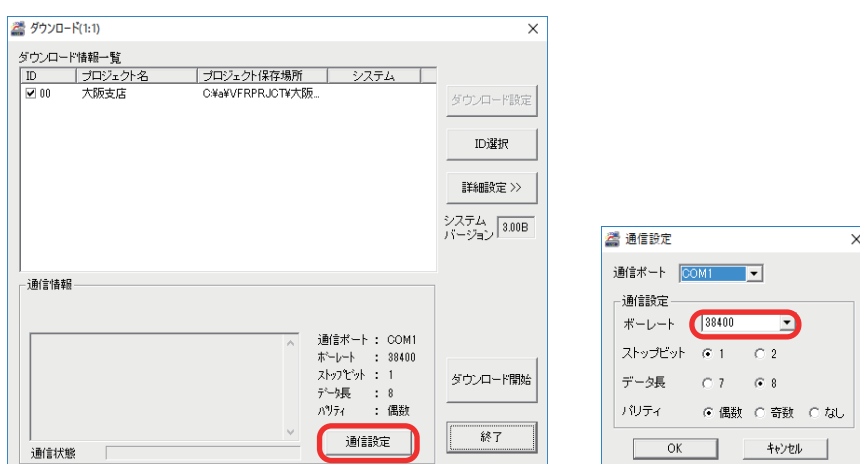 ダウンロード(1:1)
ダウンロード情報一覧
ID プロジェクト名 プロジェクト保存場所 システム
00 大阪支店 C:¥a¥VFRPRJCT¥大阪...
ダウンロード設定
ID選択
詳細設定 >>
システムバージョン 3.00B
通信情報
通信ポート : COM1
ボーレート : 38400
ストップビット : 1
データ長 : 8
パリティ : 偶数
通信設定
通信状態
ダウンロード開始
終了
通信設定
通信ポート COM1
通信設定
ボーレート 38400
ストップビット 1 2
データ長 7 8
パリティ 偶数 奇数 なし
OK キャンセル